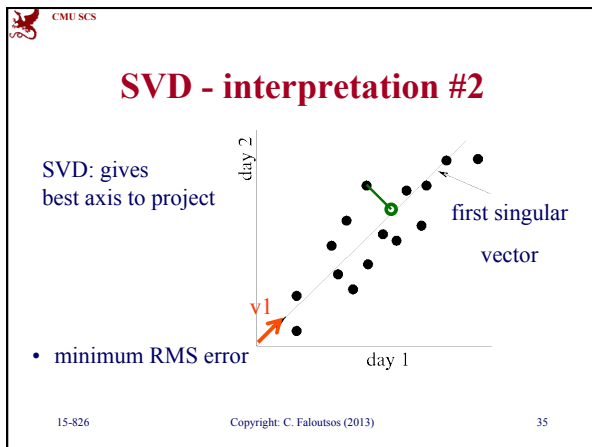 CMU SCS
SVD - interpretation #2
SVD: gives
best axis to project
day 2
first singular
vector
v1
• minimum RMS error
day 1
15-826
Copyright: C. Faloutsos (2013)
35